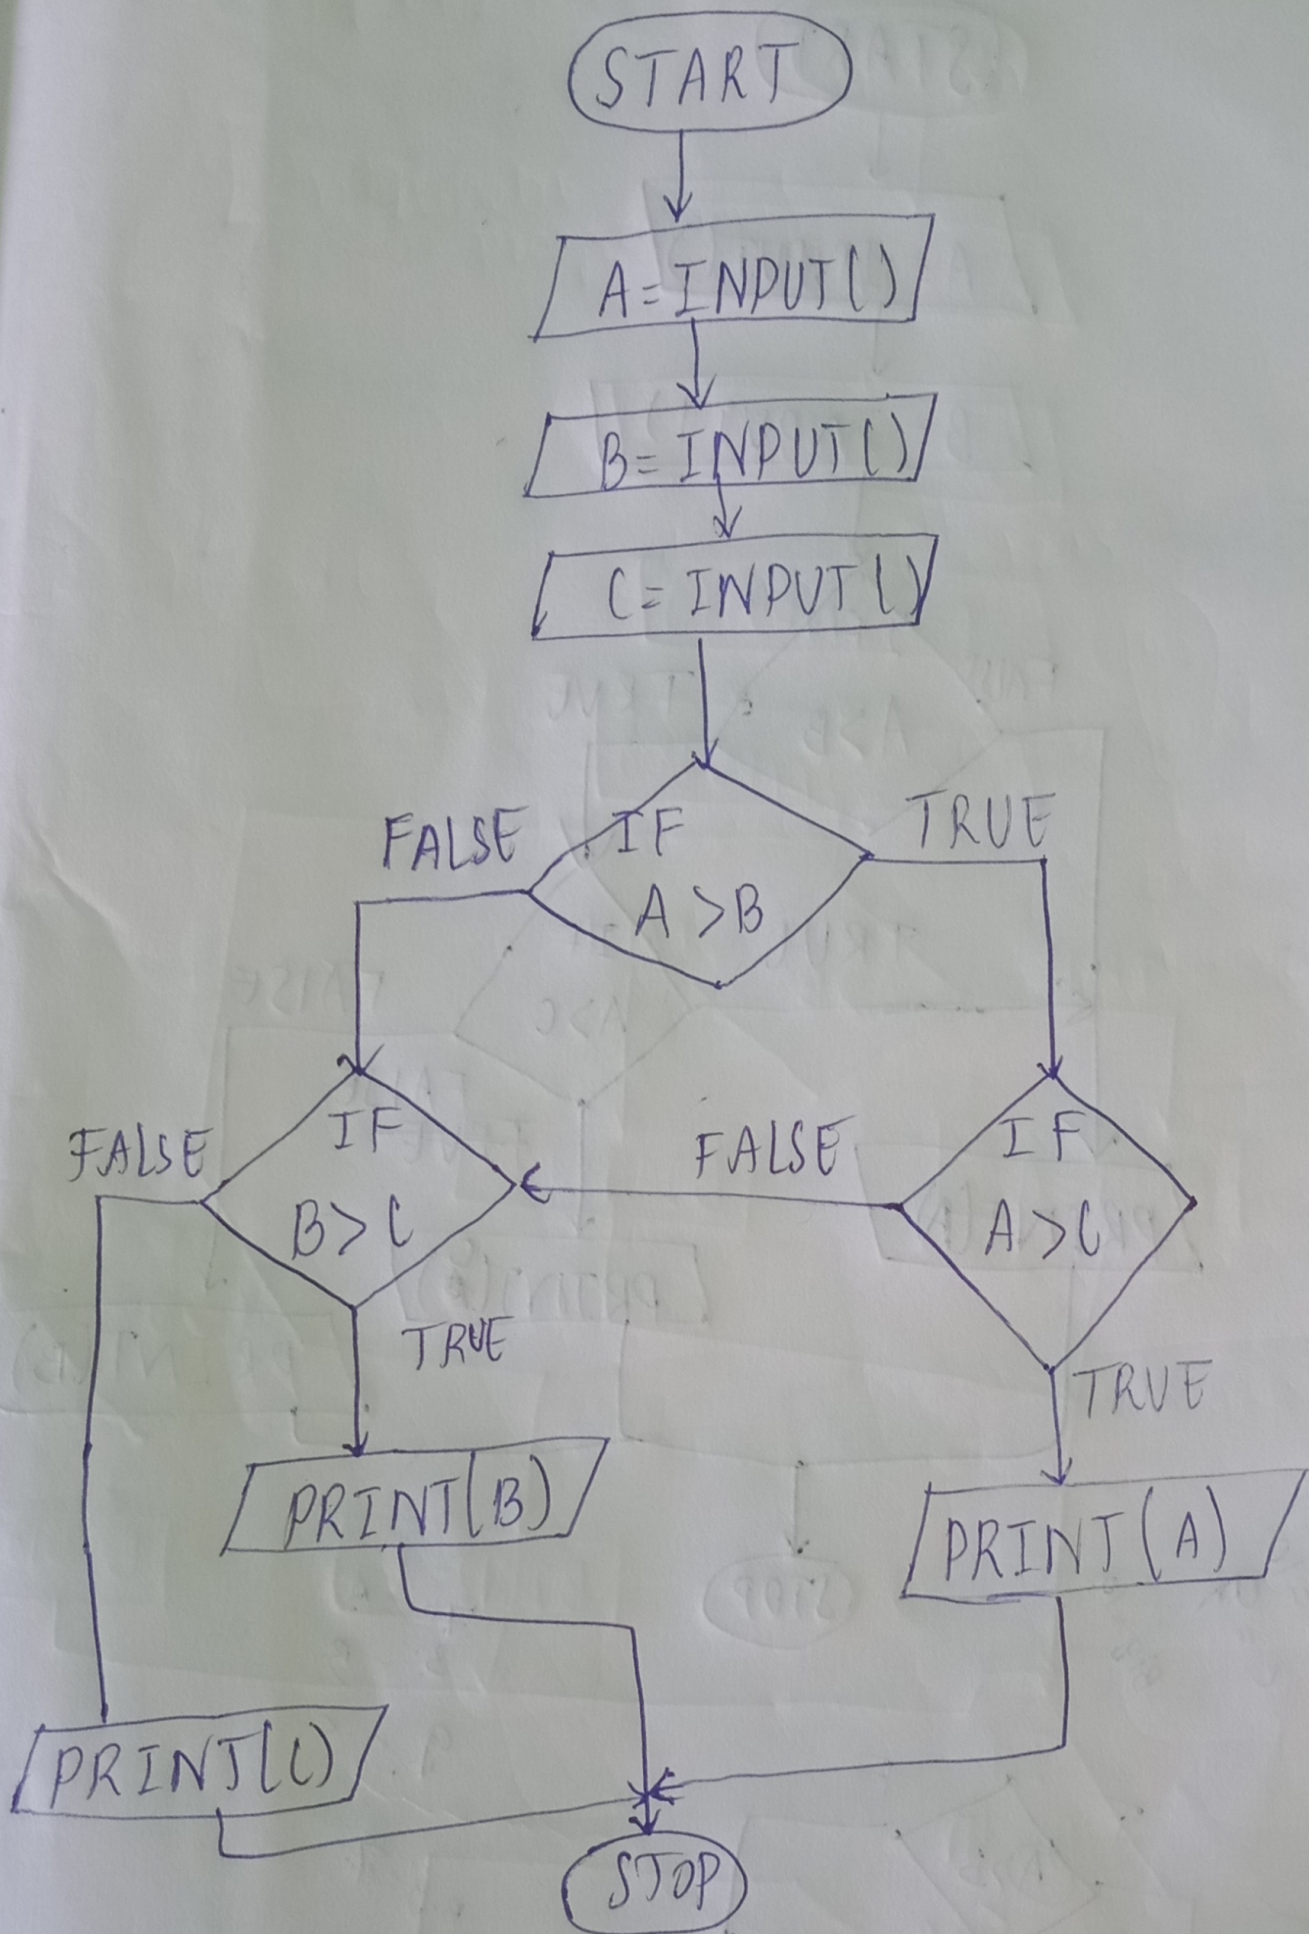 START
A=INPUT()
B=INPUT()
C=INPUT()
FALSE
IF
TRUE
A>B
FALSE
IF
B>C
TRUE
FALSE
IF
A>C
TRUE
PRINT(B)
PRINT(A)
PRINT(C)
STOP